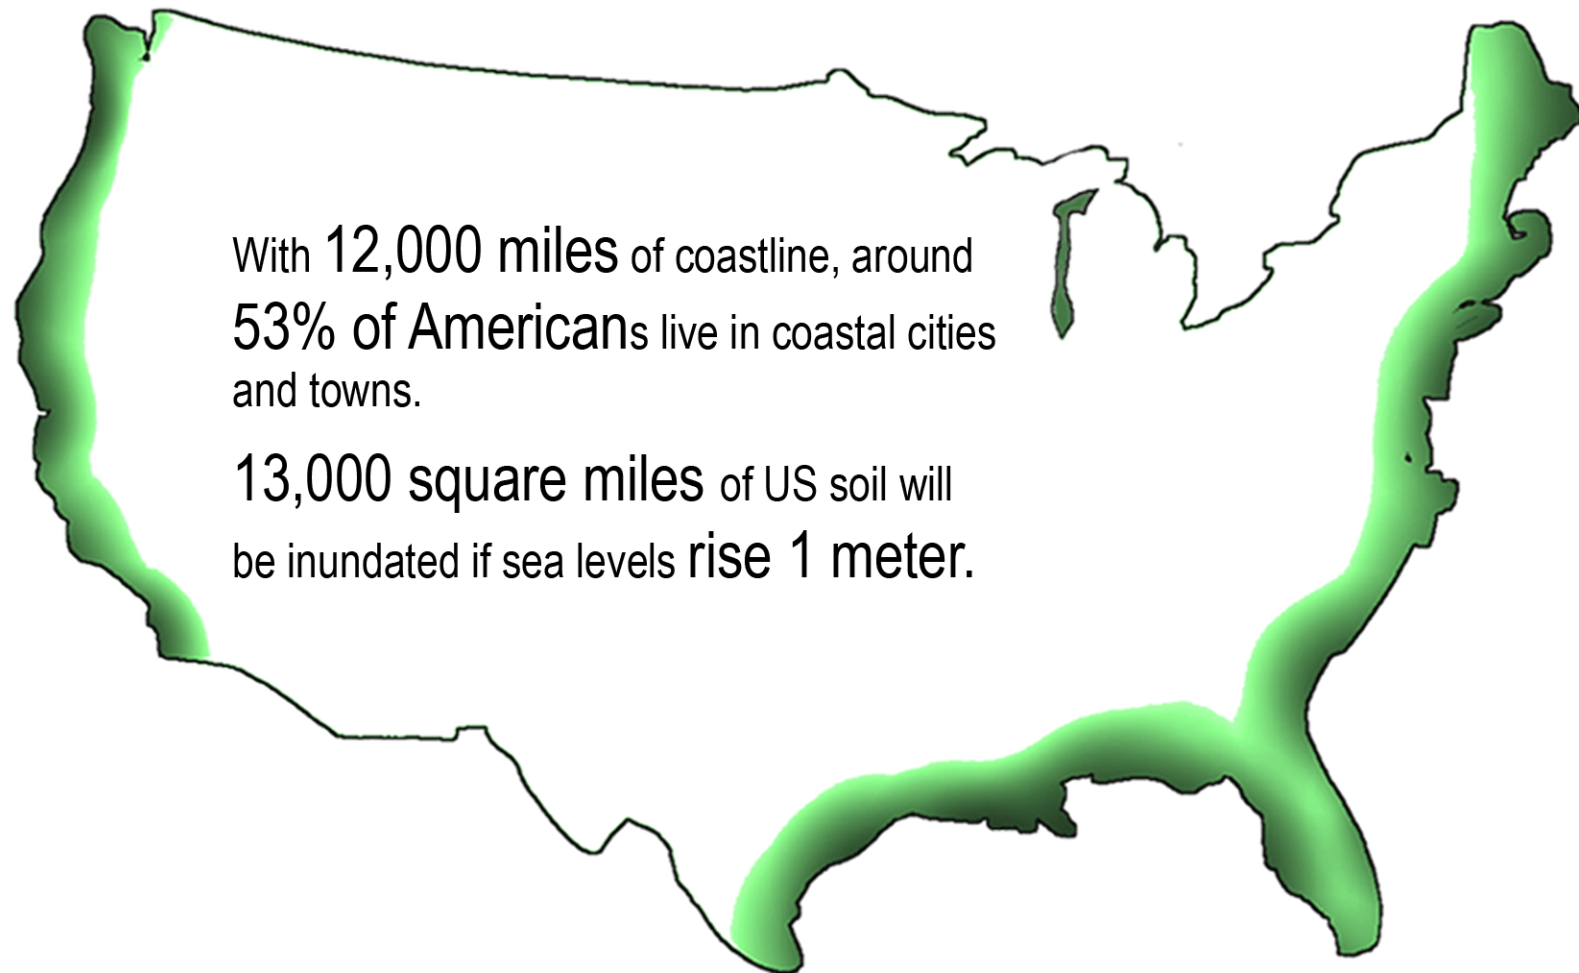 With 12,000 miles of coastline, around
53% of Americans live in coastal cities
and towns.
13,000 square miles of US soil will
be inundated if sea levels rise 1 meter.